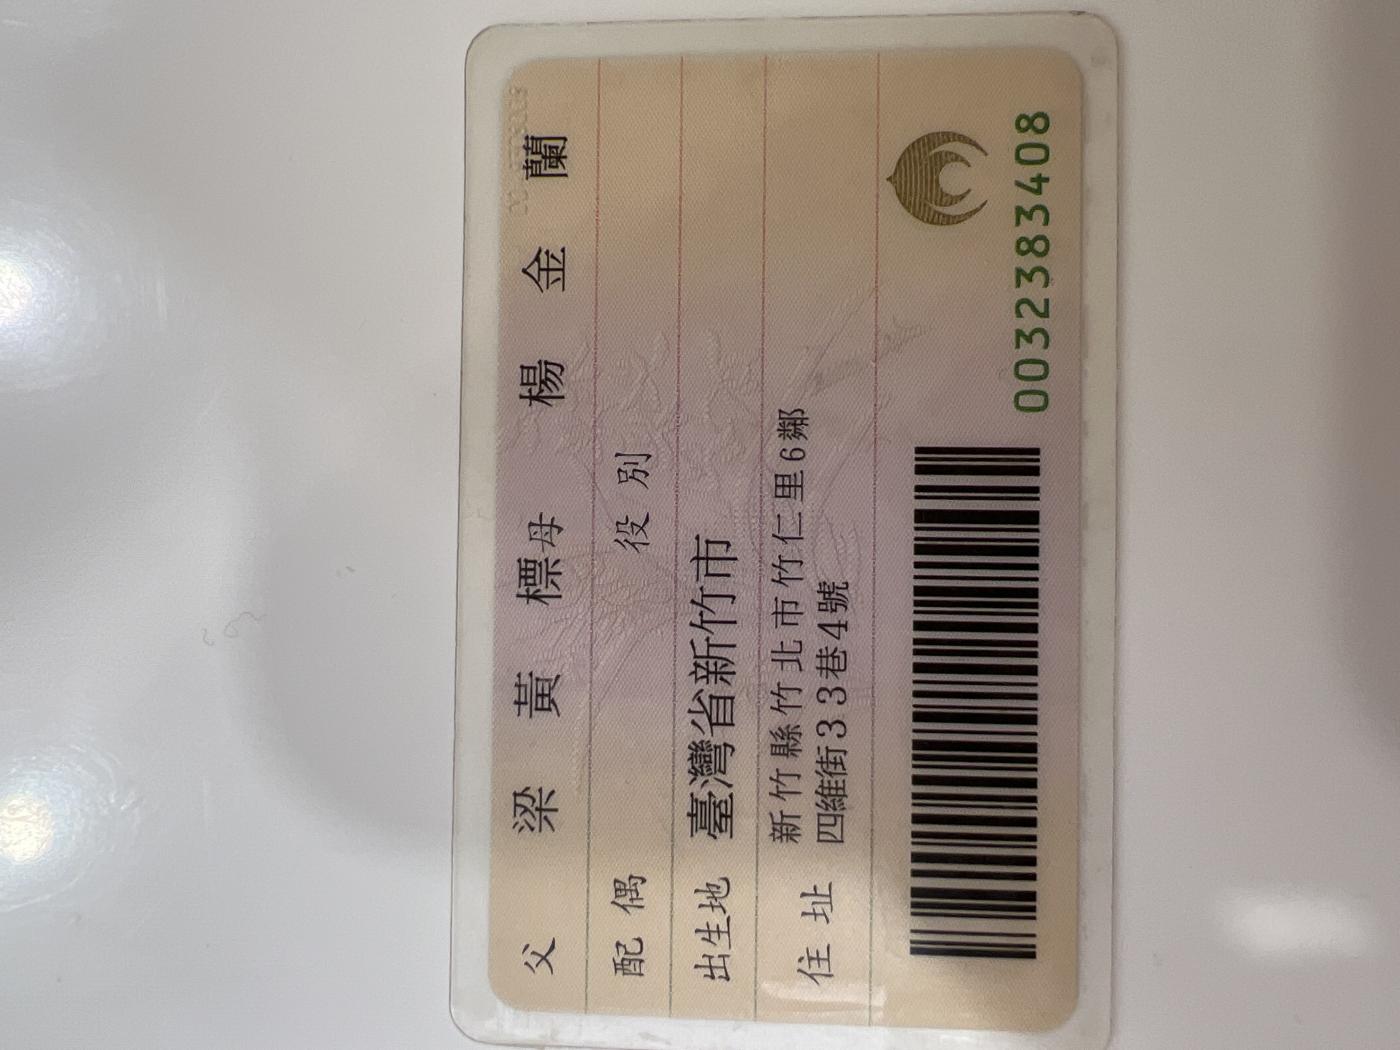 父 梁 黃 標 母 楊 金 蘭
配偶 役別
出生地 臺灣省新竹市
住址 新竹縣竹北市竹仁里6鄰
四維街33巷4號
0032383408